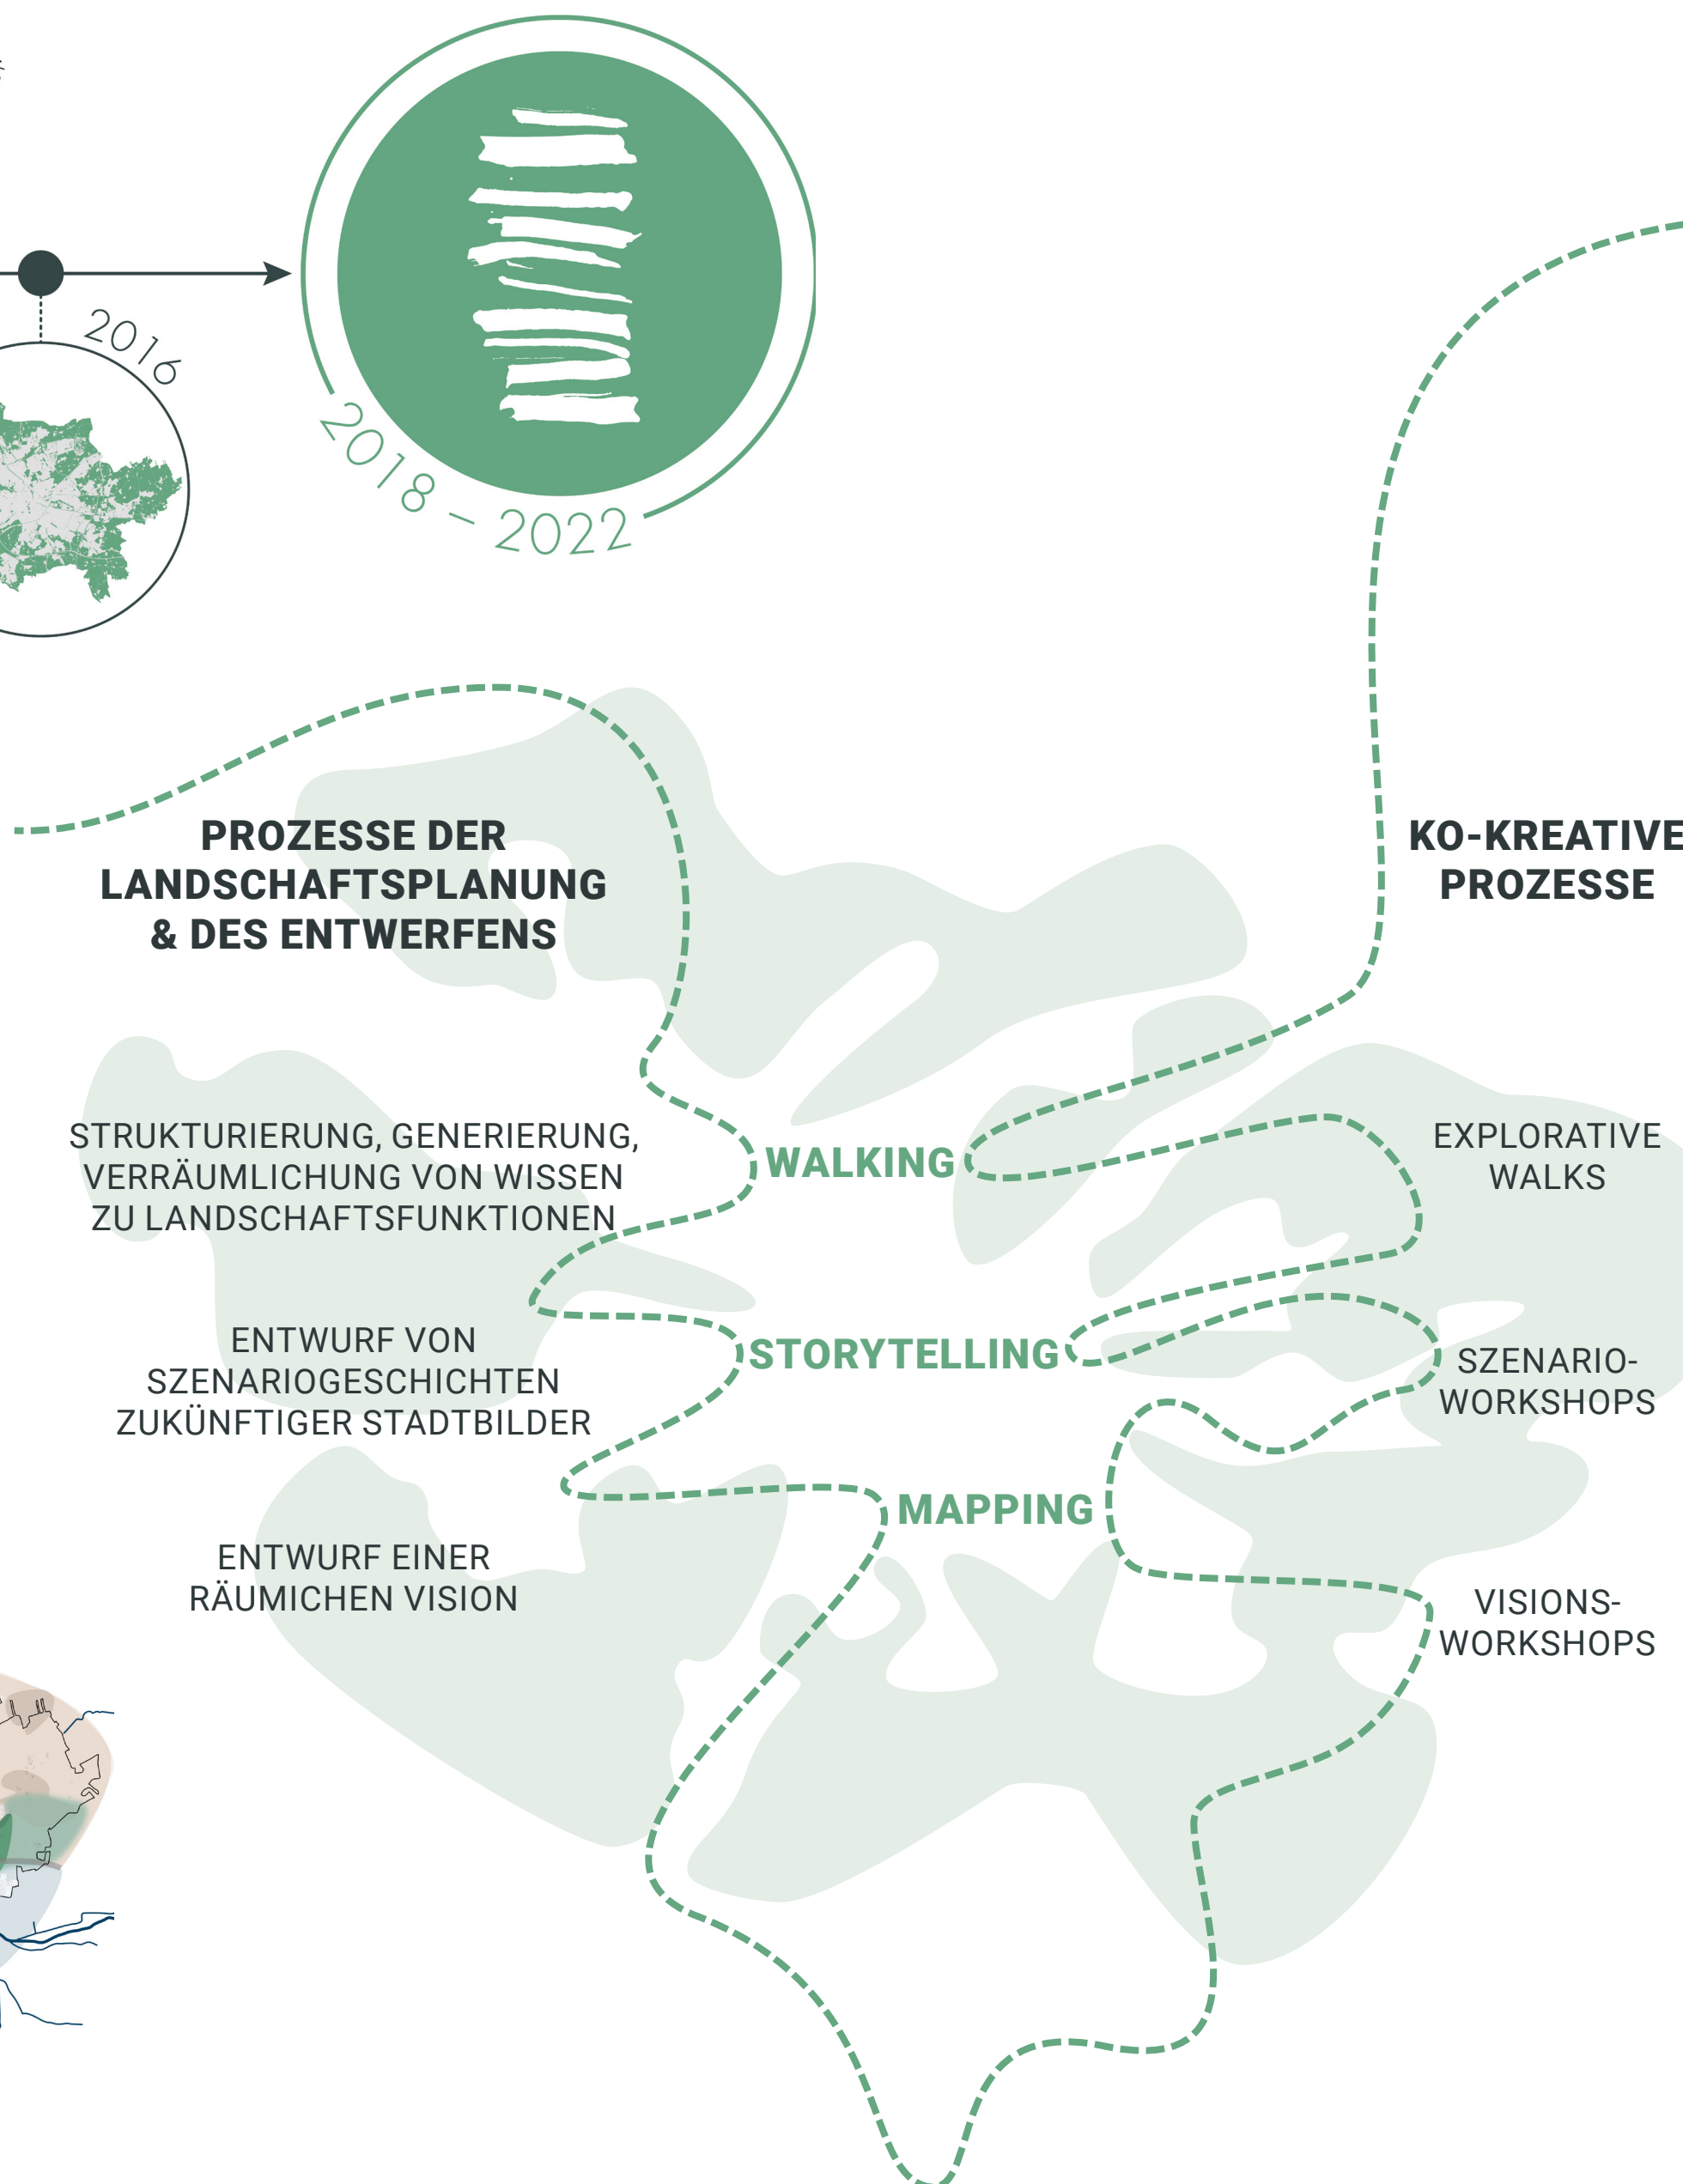 2016
2018 – 2022
PROZESSE DER
LANDSCHAFTSPLANUNG
& DES ENTWERFENS
KO-KREATIVE
PROZESSE
STRUKTURIERUNG, GENERIERUNG,
VERRÄUMLICHUNG VON WISSEN
ZU LANDSCHAFTSFUNKTIONEN
WALKING
EXPLORATIVE
WALKS
ENTWURF VON
SZENARIOGESCHICHTEN
ZUKÜNFTIGER STADTBILDER
STORYTELLING
SZENARIO-
WORKSHOPS
MAPPING
ENTWURF EINER
RÄUMICHEN VISION
VISIONS-
WORKSHOPS